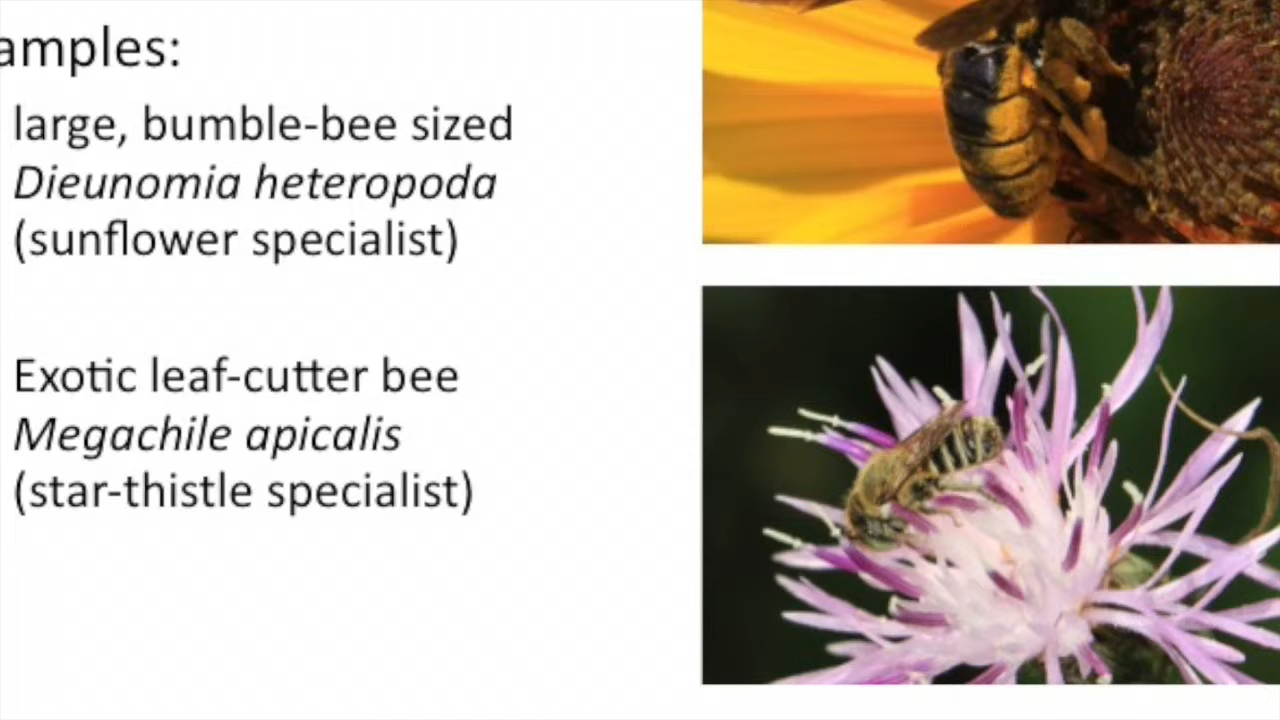 amples:
large, bumble-bee sized
Dieunomia heteropoda
(sunflower specialist)
Exotic leaf-cutter bee
Megachile apicalis
(star-thistle specialist)